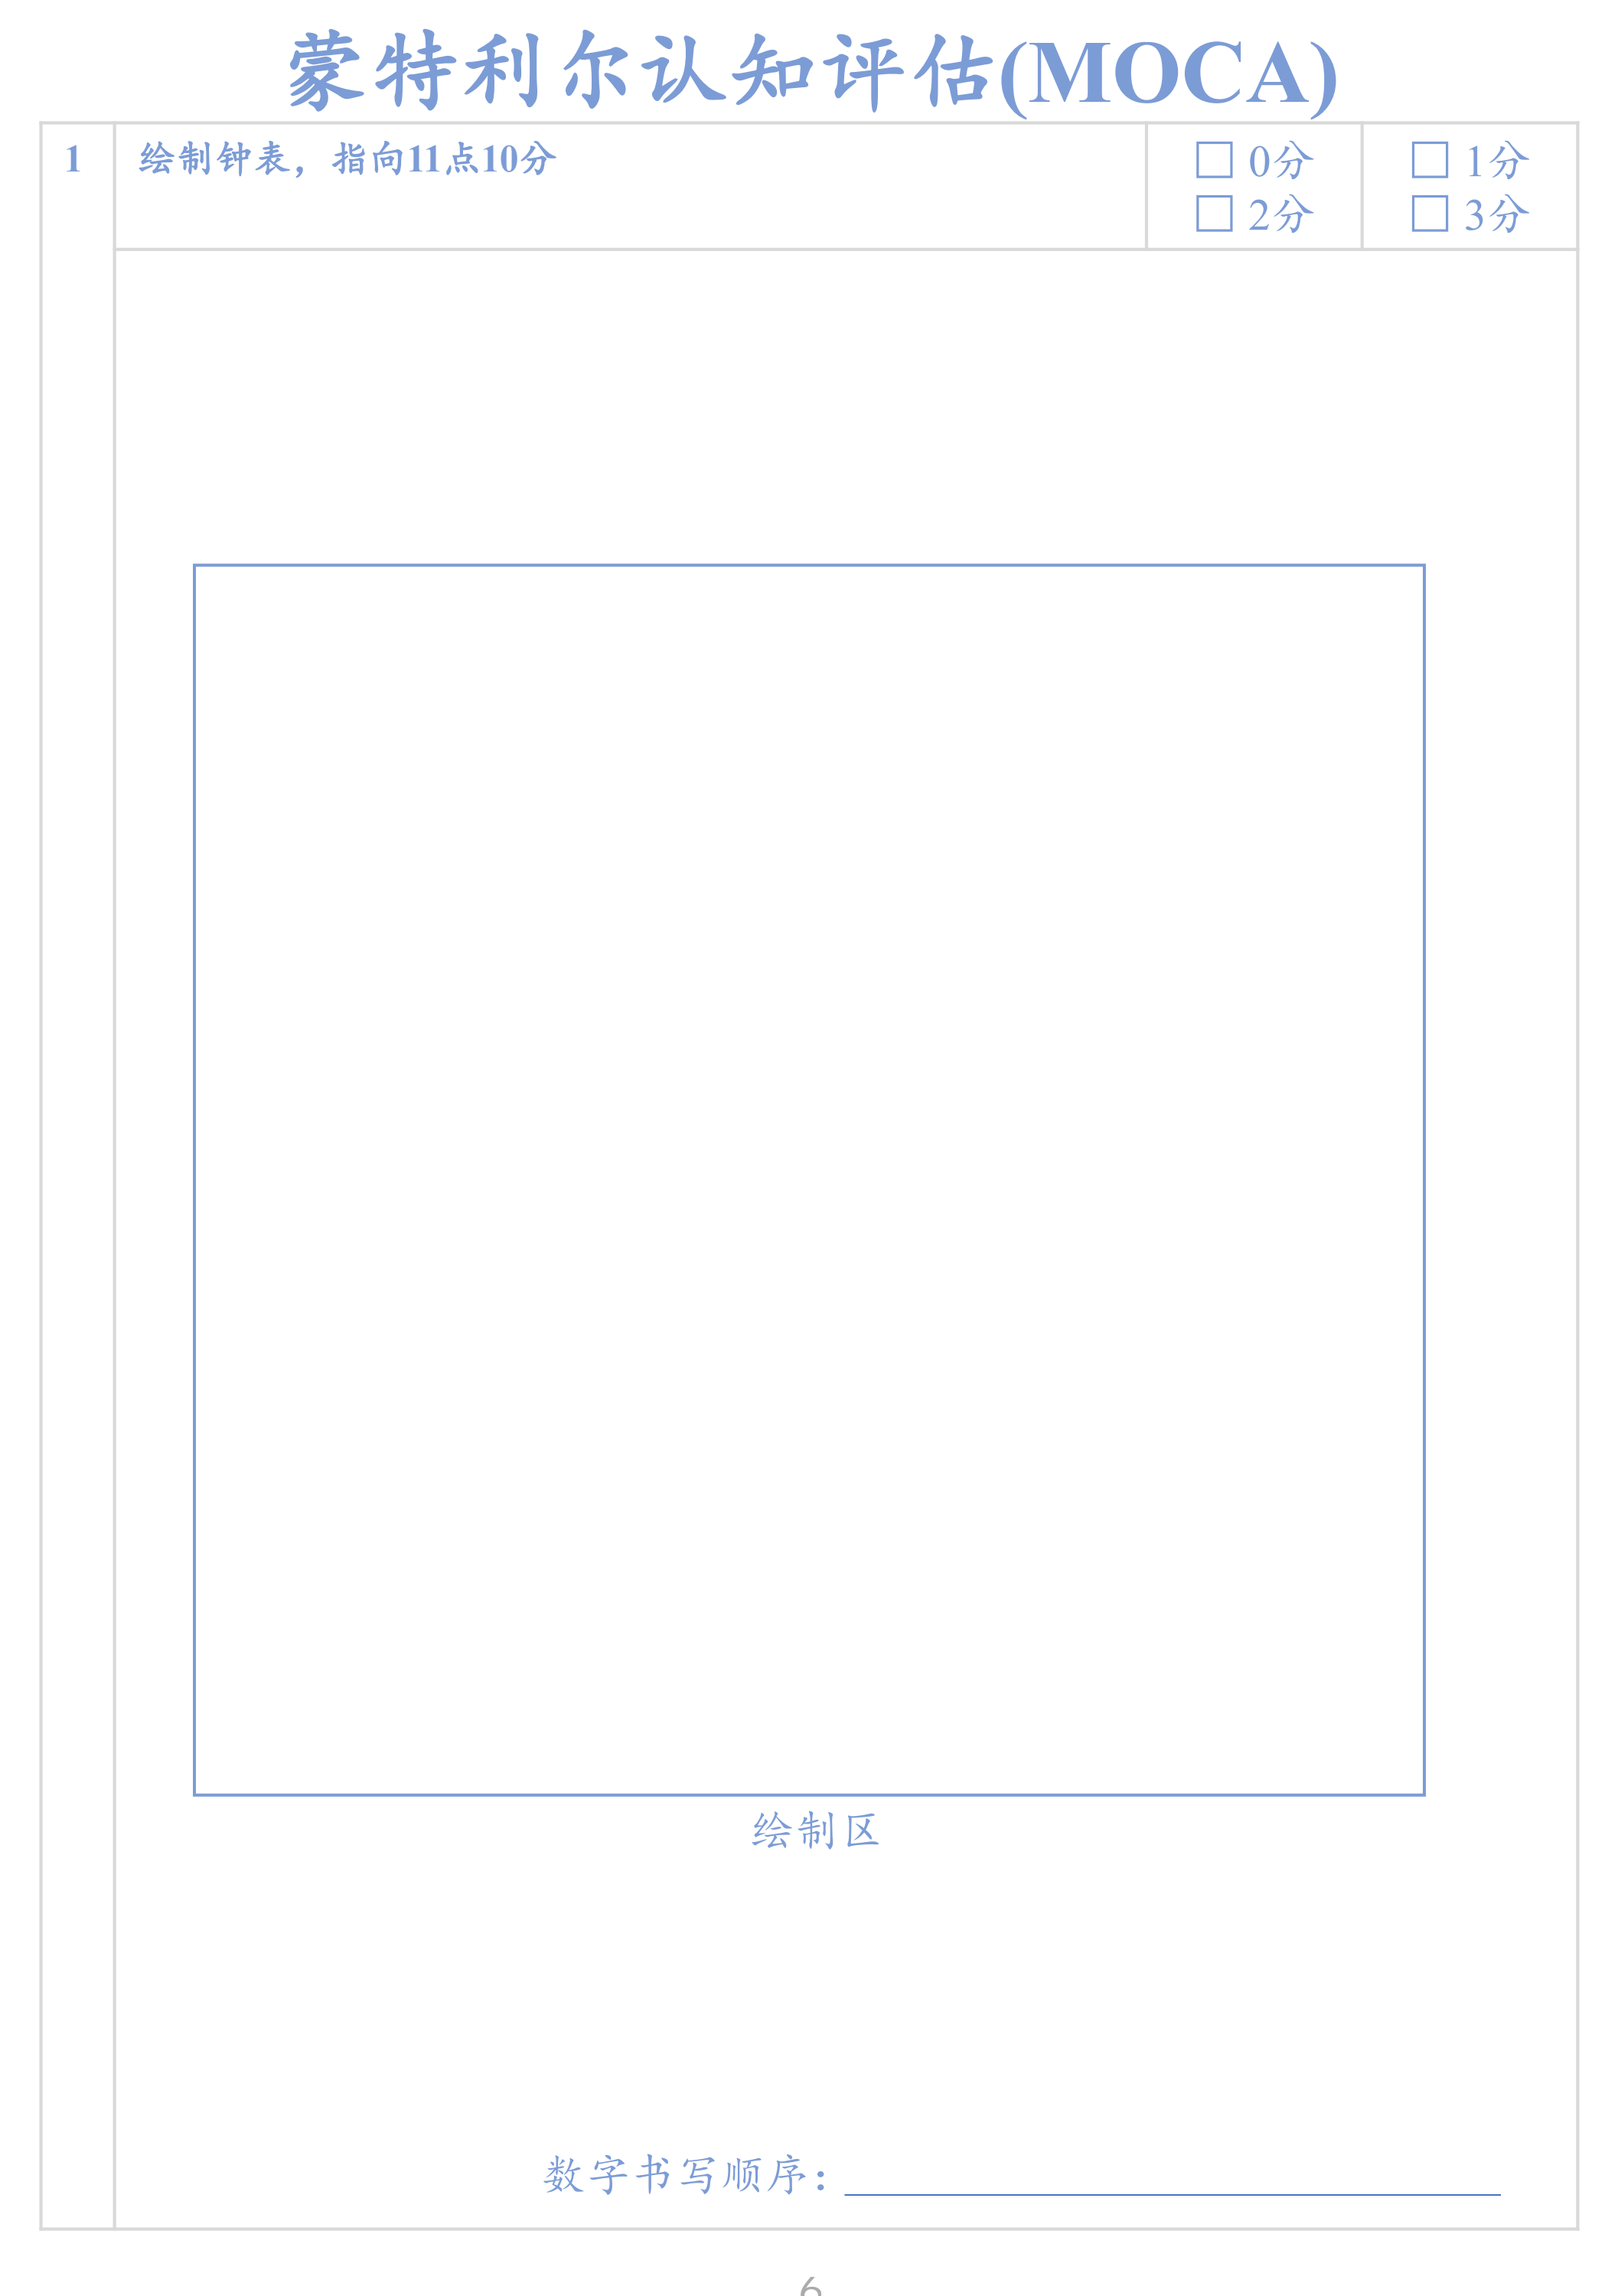 蒙特利尔认知评估(MOCA)
1 绘制钟表，指向11点10分 □ 0分 □ 1分
□ 2分 □ 3分
绘制区
数字书写顺序：
6